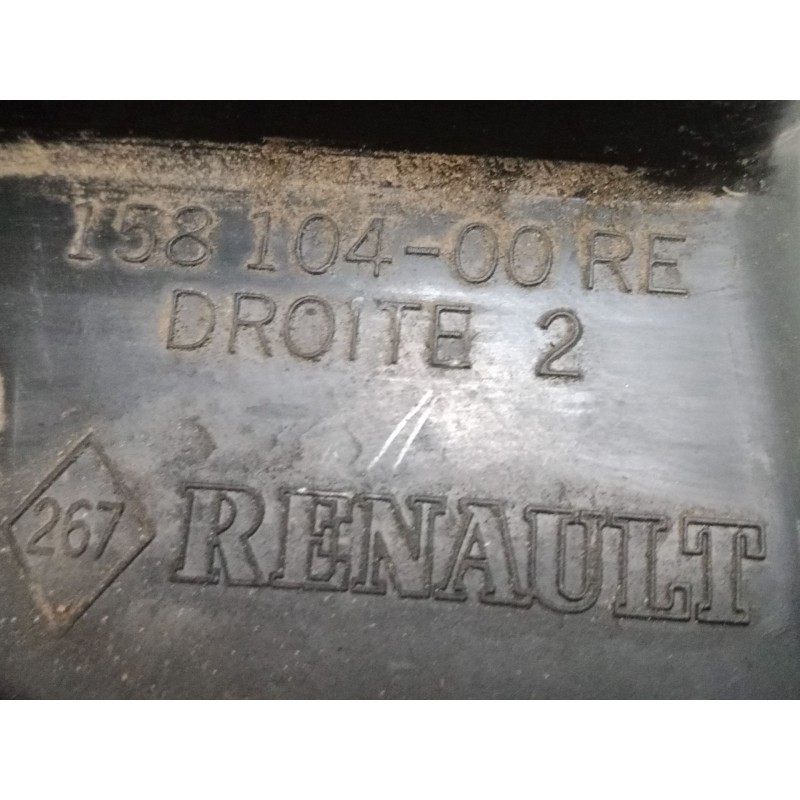 158 104-00 RE
DROITE 2
267 RENAULT